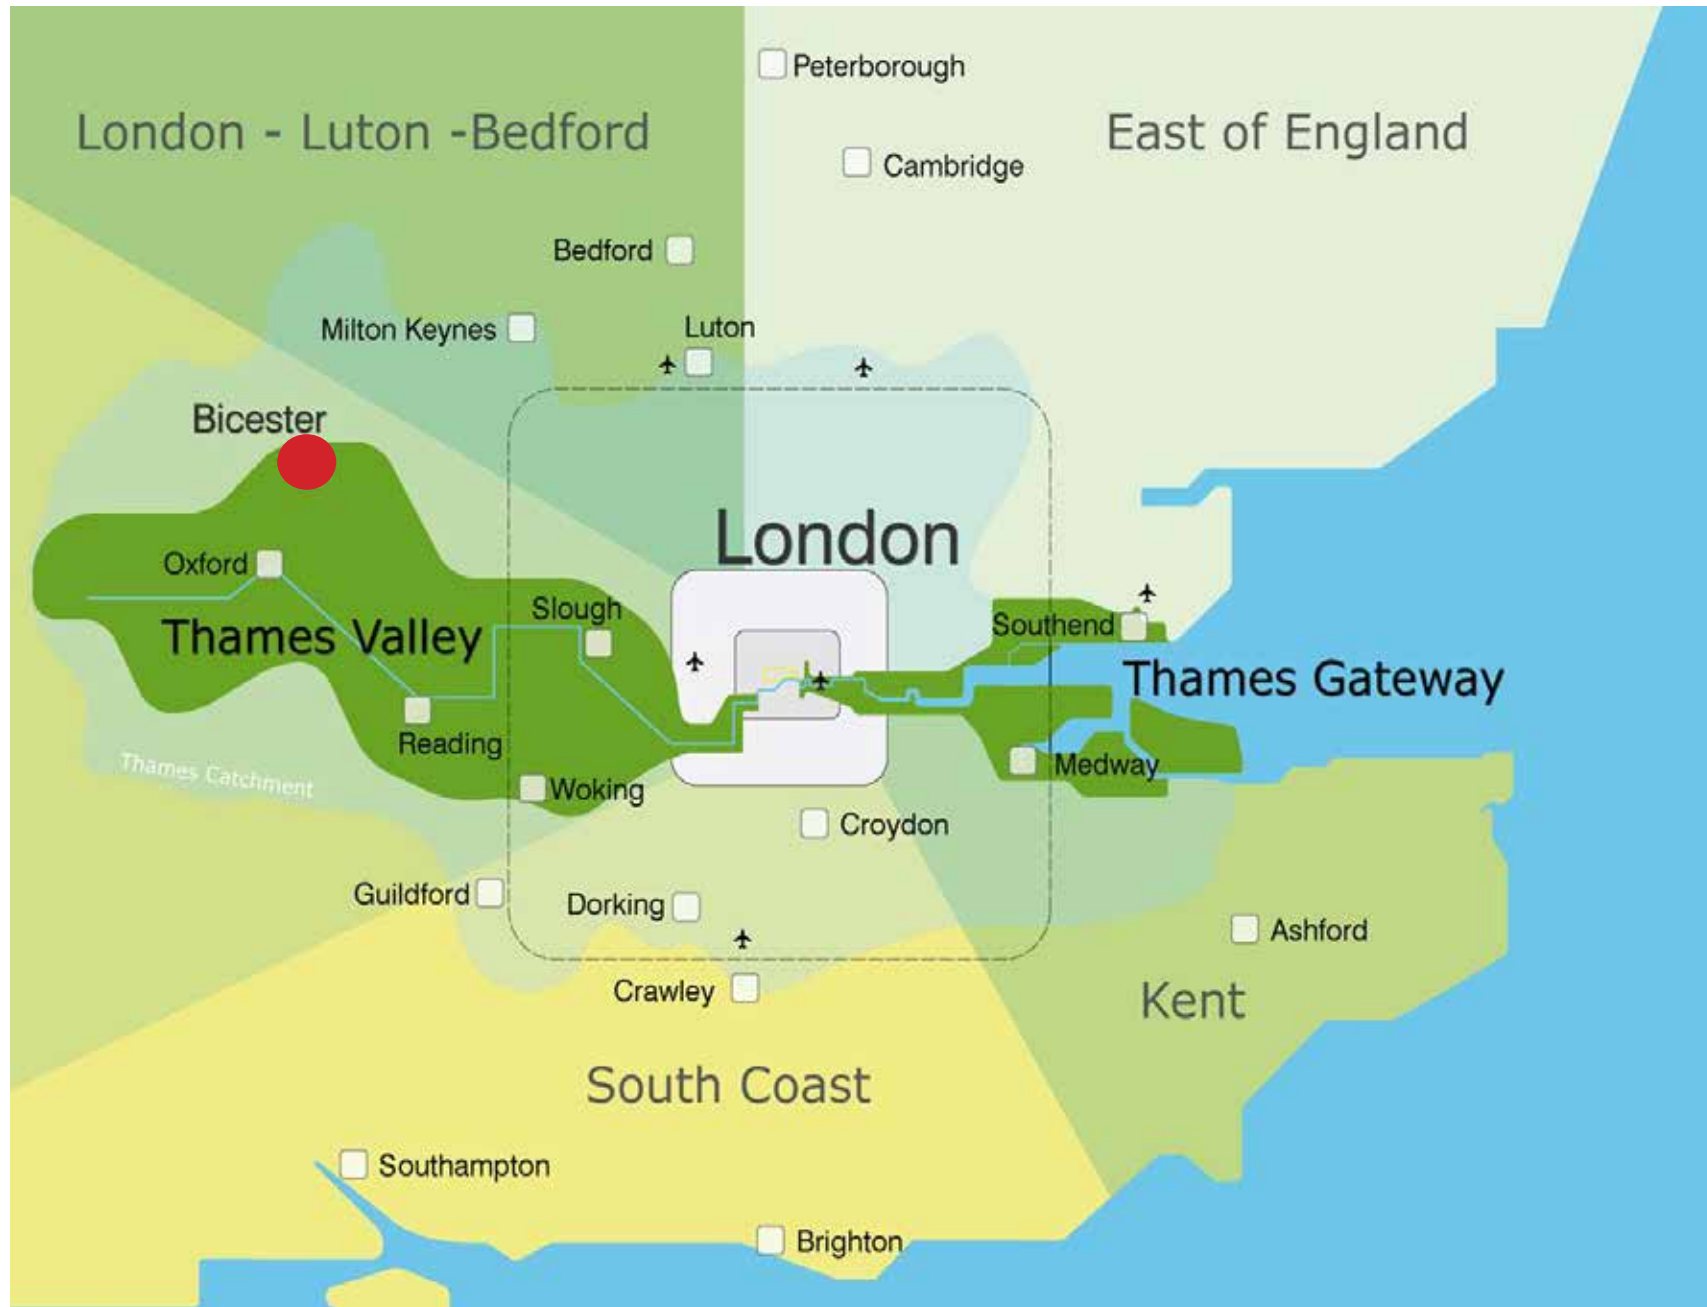 Peterborough
London - Luton -Bedford
East of England
Cambridge
Bedford
Milton Keynes
Luton
Bicester
London
Oxford
Slough
Thames Valley
Southend
Thames Gateway
Reading
Medway
Thames Catchment
Woking
Croydon
Guildford
Dorking
Ashford
Crawley
Kent
South Coast
Southampton
Brighton